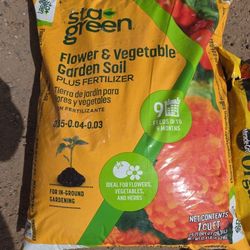 sta
green
Flower & Vegetable
Garden Soil
PLUS FERTILIZER
Tierra de jardín para
flores y vegetales
CON FERTILIZANTE
0.05-0.04-0.03
9
FEEDS UP TO
9 MONTHS
IDEAL FOR FLOWERS,
VEGETABLES,
AND HERBS
FOR IN-GROUND
GARDENING
NET CONTENTS
1 CU FT